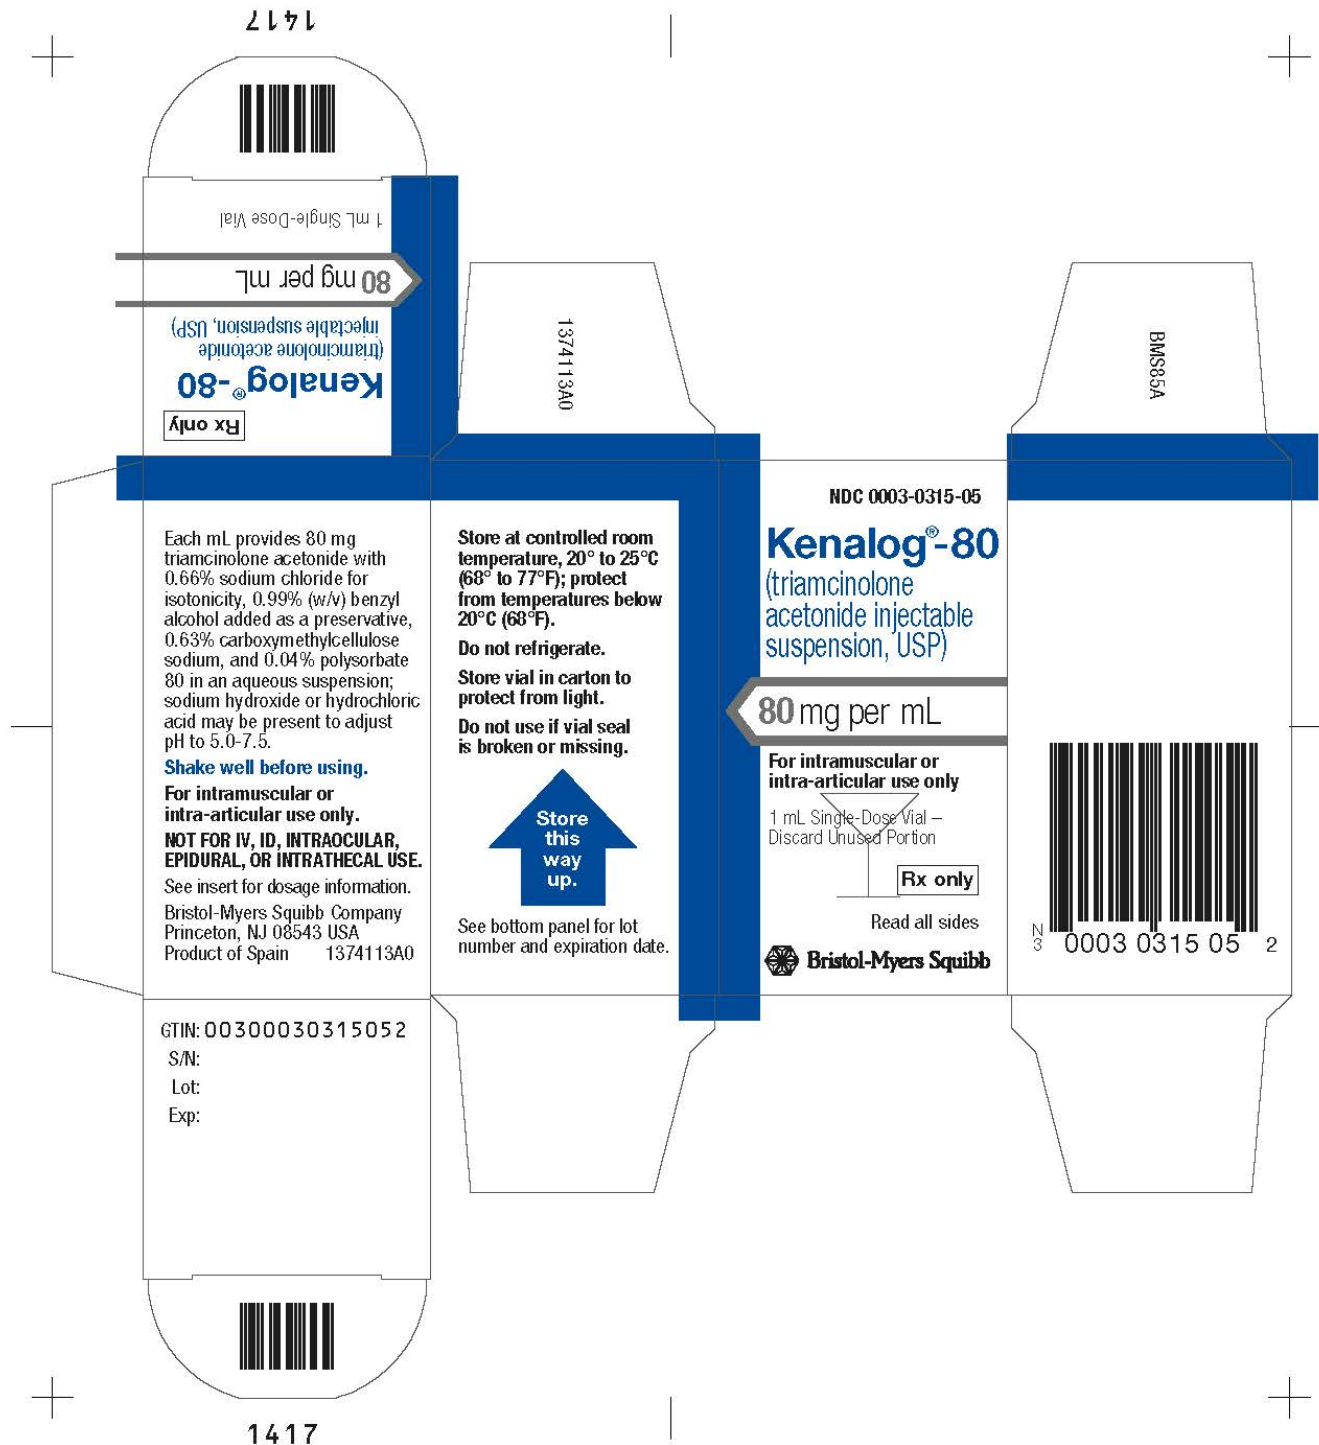 1417
1 mL Single-Dose Vial
80 mg per mL
(triamcinolone acetonide
injectable suspension, USP)
Kenalog®-80
Rx only
1374113A0
BMS85A
Each mL provides 80 mg
triamcinolone acetonide with
0.66% sodium chloride for
isotonicity, 0.99% (w/v) benzyl
alcohol added as a preservative,
0.63% carboxymethylcellulose
sodium, and 0.04% polysorbate
80 in an aqueous suspension;
sodium hydroxide or hydrochloric
acid may be present to adjust
pH to 5.0-7.5.
Shake well before using.
For intramuscular or
intra-articular use only.
NOT FOR IV, ID, INTRAOCULAR,
EPIDURAL, OR INTRATHECAL USE.
See insert for dosage information.
Bristol-Myers Squibb Company
Princeton, NJ 08543 USA
Product of Spain 1374113A0
Store at controlled room
temperature, 20° to 25°C
(68° to 77°F); protect
from temperatures below
20°C (68°F).
Do not refrigerate.
Store vial in carton to
protect from light.
Do not use if vial seal
is broken or missing.
Store
this
way
up.
See bottom panel for lot
number and expiration date.
NDC 0003-0315-05
Kenalog®-80
(triamcinolone
acetonide injectable
suspension, USP)
80 mg per mL
For intramuscular or
intra-articular use only
1 mL Single-Dose Vial –
Discard Unused Portion
Rx only
Read all sides
Bristol-Myers Squibb
N
3 0003 0315 05 2
GTIN: 00300030315052
S/N:
Lot:
Exp:
1417